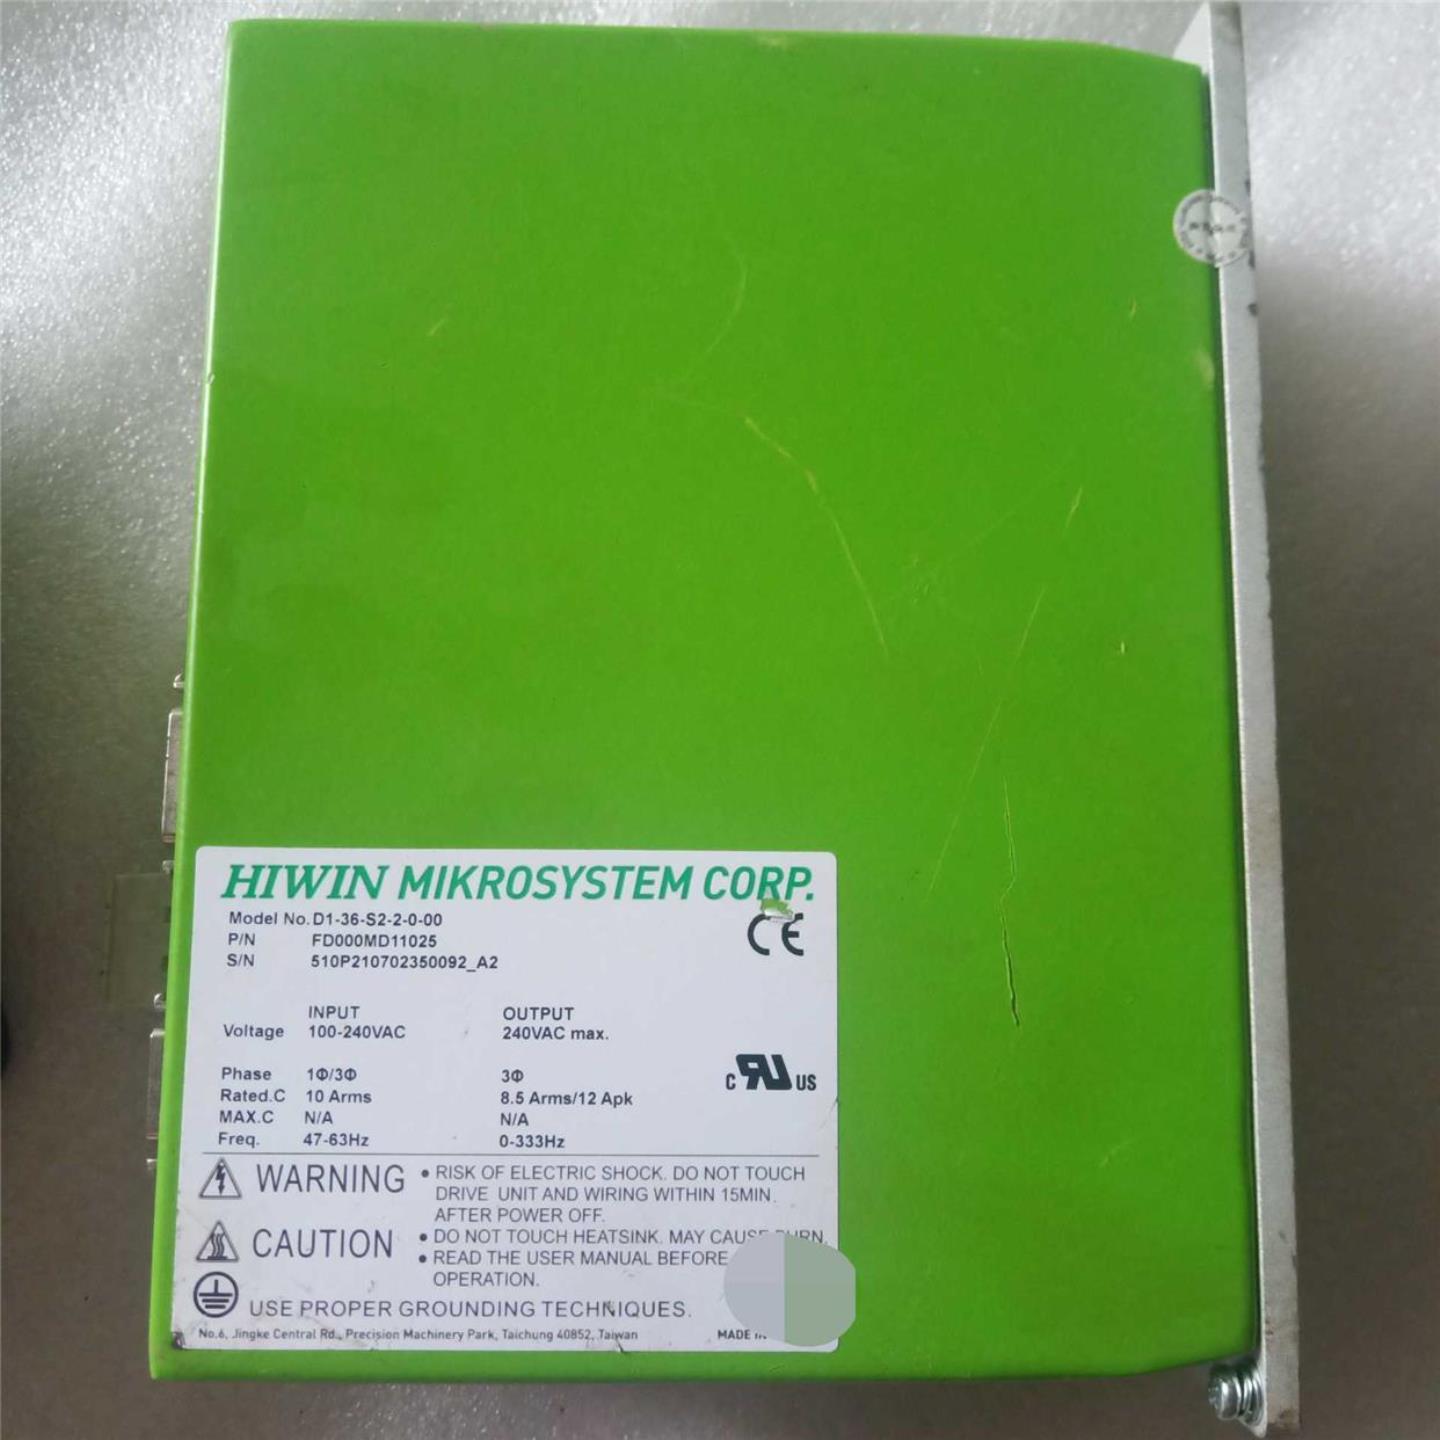 HIWIN MIKROSYSTEM CORP.
Model No. D1-36-S2-2-0-00
P/N FD000MD11025
S/N 510P210702350092_A2
CE
INPUT OUTPUT
Voltage 100-240VAC 240VAC max.
Phase 1Φ/3Φ 3Φ
Rated.C 10 Arms 8.5 Arms/12 Apk
MAX.C N/A N/A
Freq. 47-63Hz 0-333Hz
C RU US
WARNING
• RISK OF ELECTRIC SHOCK. DO NOT TOUCH
DRIVE UNIT AND WIRING WITHIN 15MIN.
AFTER POWER OFF.
CAUTION
• DO NOT TOUCH HEATSINK. MAY CAUSE BURN.
• READ THE USER MANUAL BEFORE
OPERATION.
USE PROPER GROUNDING TECHNIQUES.
No.6, Jingke Central Rd., Precision Machinery Park, Taichung 40852, Taiwan
MADE IN